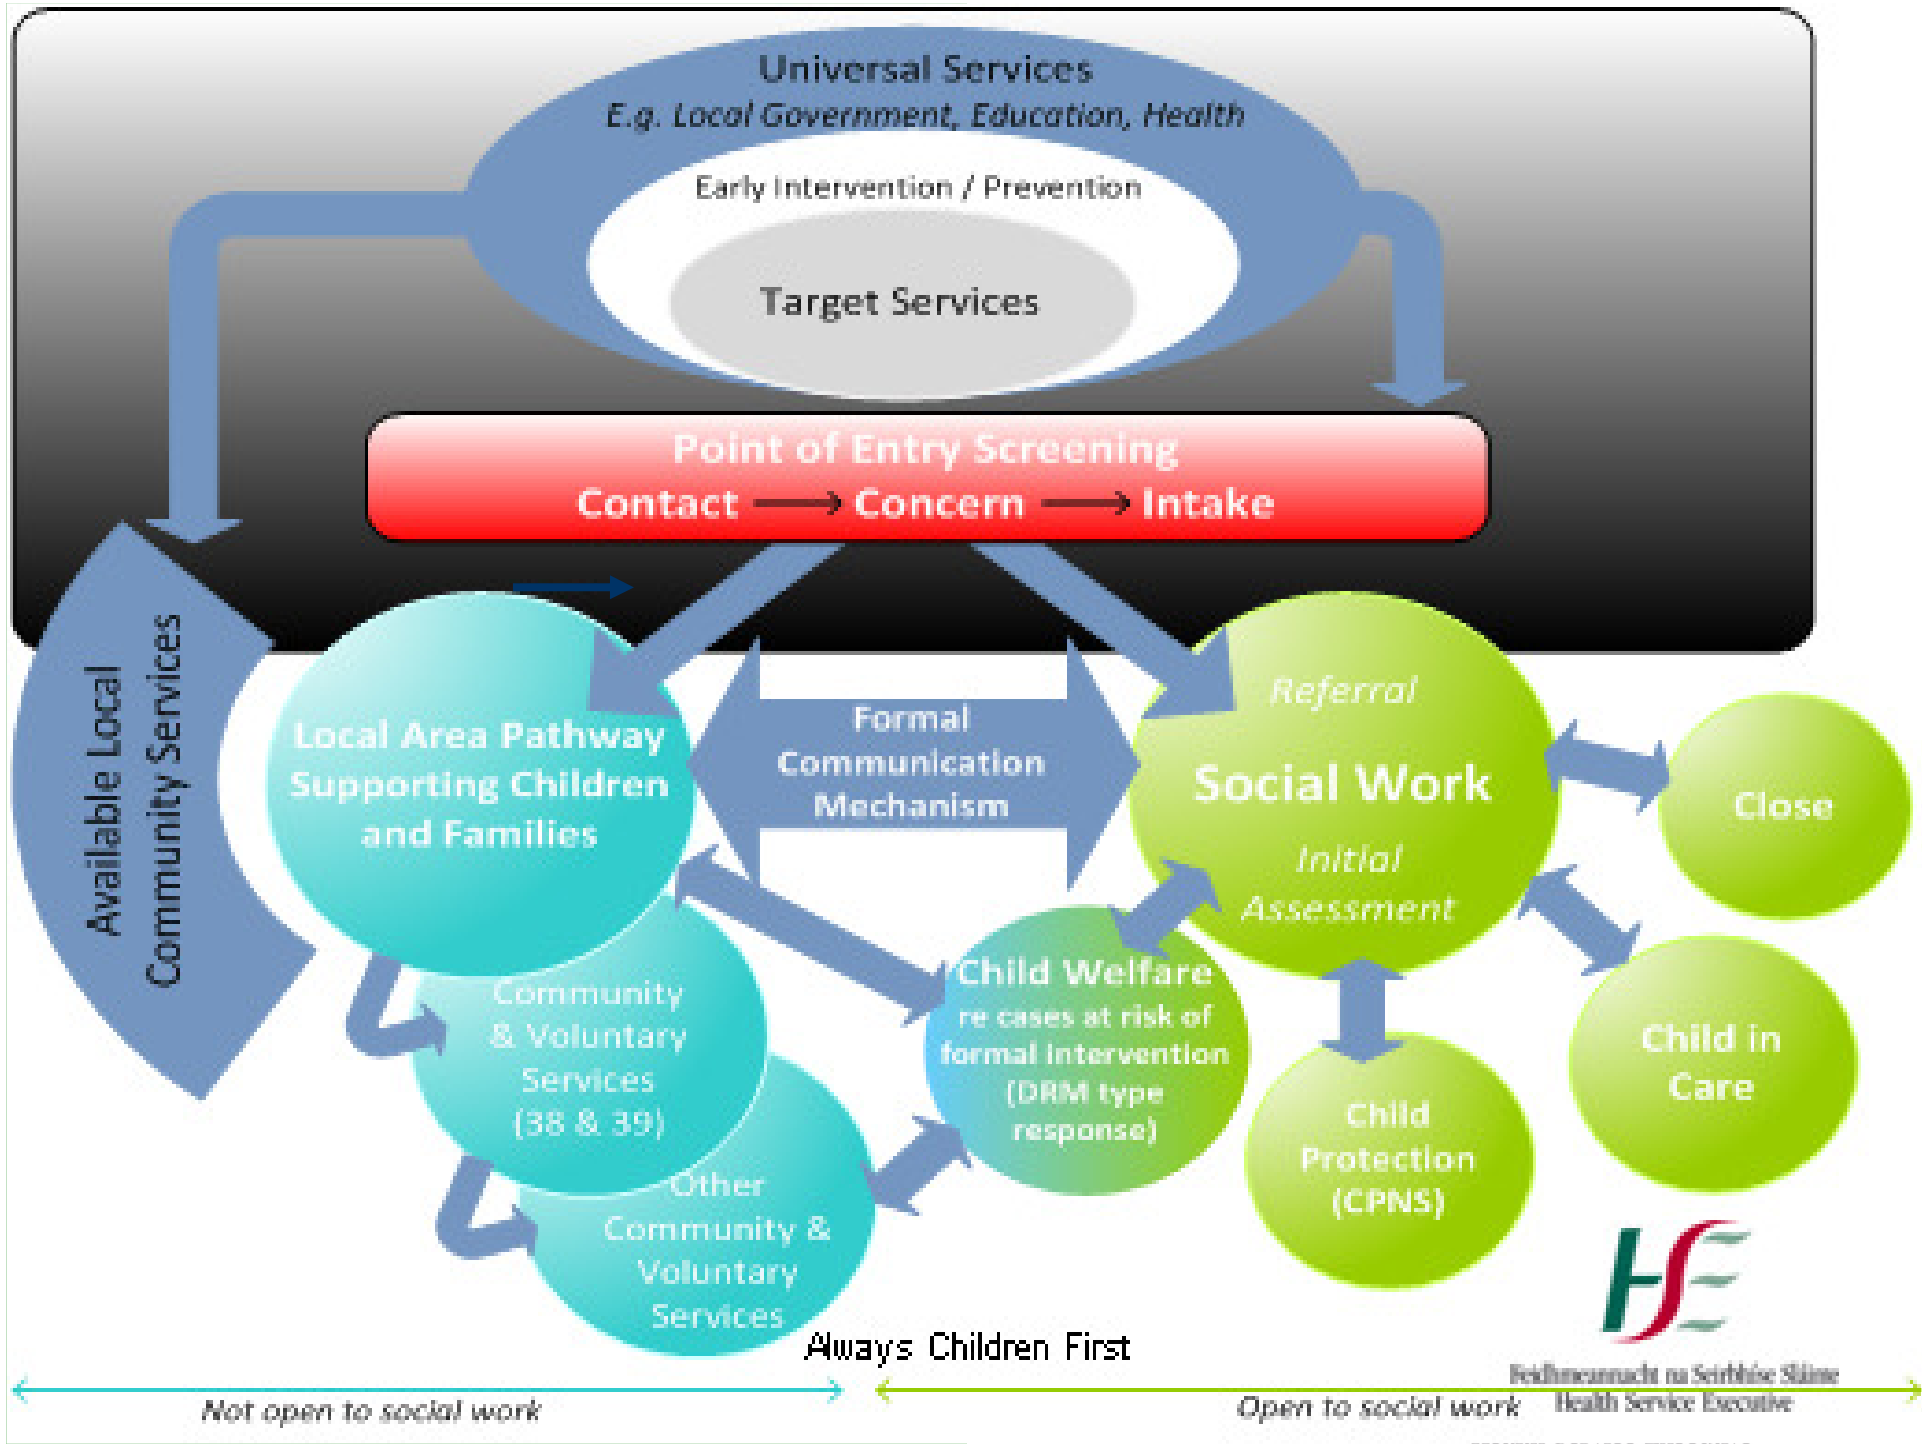 Universal Services
E.g. Local Government, Education, Health
Early Intervention / Prevention
Target Services
Point of Entry Screening
Contact → Concern → Intake
Available Local
Community Services
Local Area Pathway
Supporting Children
and Families
Formal
Communication
Mechanism
Referral
Social Work
Initial
Assessment
Close
Community
& Voluntary
Services
(38 & 39)
Child Welfare
re cases at risk of
formal intervention
(DRM type
response)
Child in
Care
Child
Protection
(CPNS)
Other
Community &
Voluntary
Services
HSE
Always Children First
Feidhmeannacht na Seirbhíse Sláinte
Health Service Executive
Not open to social work
Open to social work